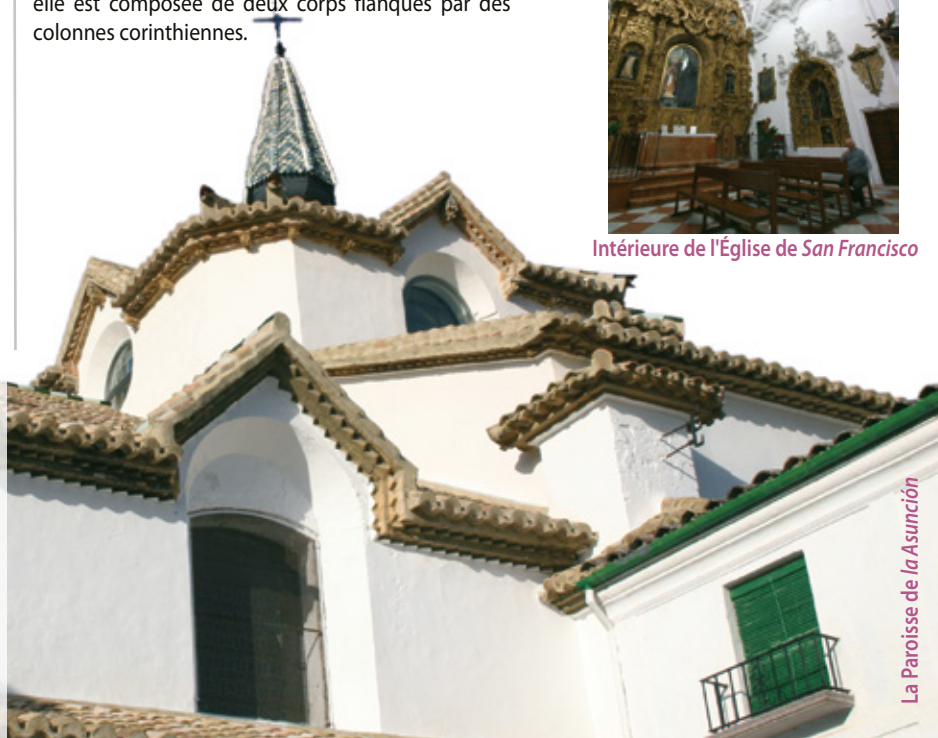 elle est composée de deux corps flanqués par des
colonnes corinthiennes.
Intérieure de l'Église de San Francisco
La Paroisse de la Asunción